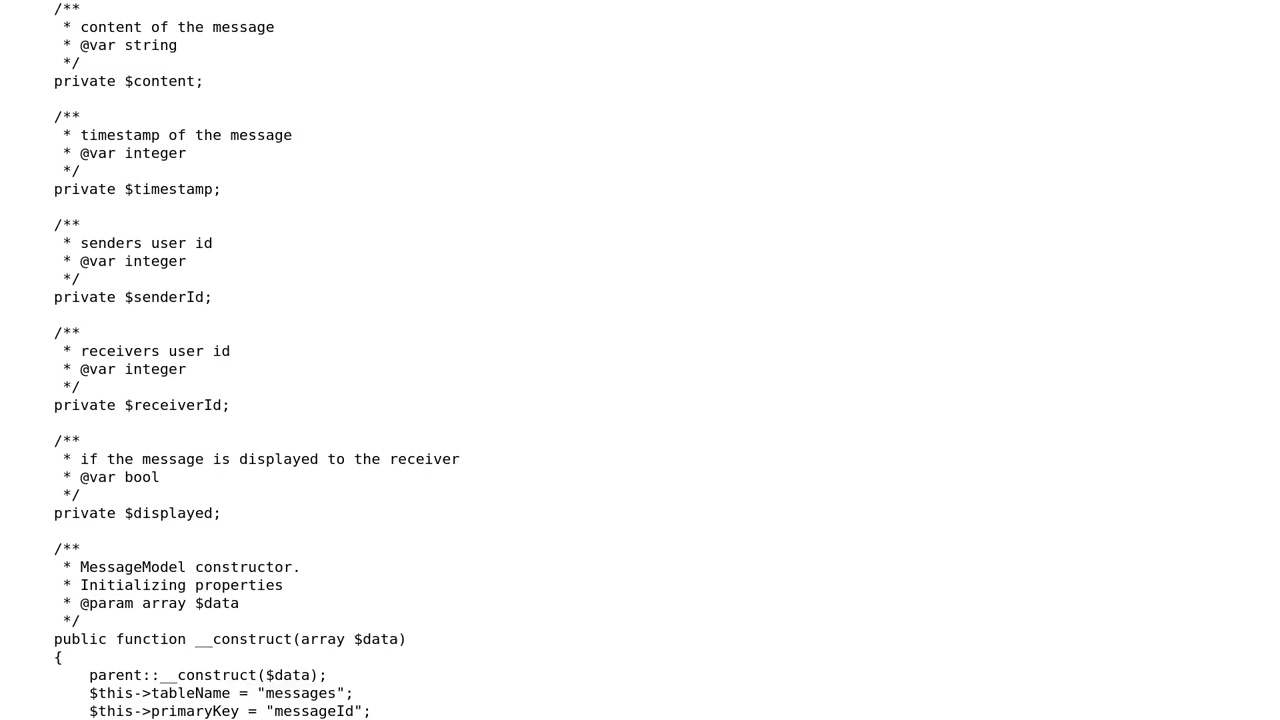 /**
 * content of the message
 * @var string
 */
private $content;

/**
 * timestamp of the message
 * @var integer
 */
private $timestamp;

/**
 * senders user id
 * @var integer
 */
private $senderId;

/**
 * receivers user id
 * @var integer
 */
private $receiverId;

/**
 * if the message is displayed to the receiver
 * @var bool
 */
private $displayed;

/**
 * MessageModel constructor.
 * Initializing properties
 * @param array $data
 */
public function __construct(array $data)
{
    parent::__construct($data);
    $this->tableName = "messages";
    $this->primaryKey = "messageId";